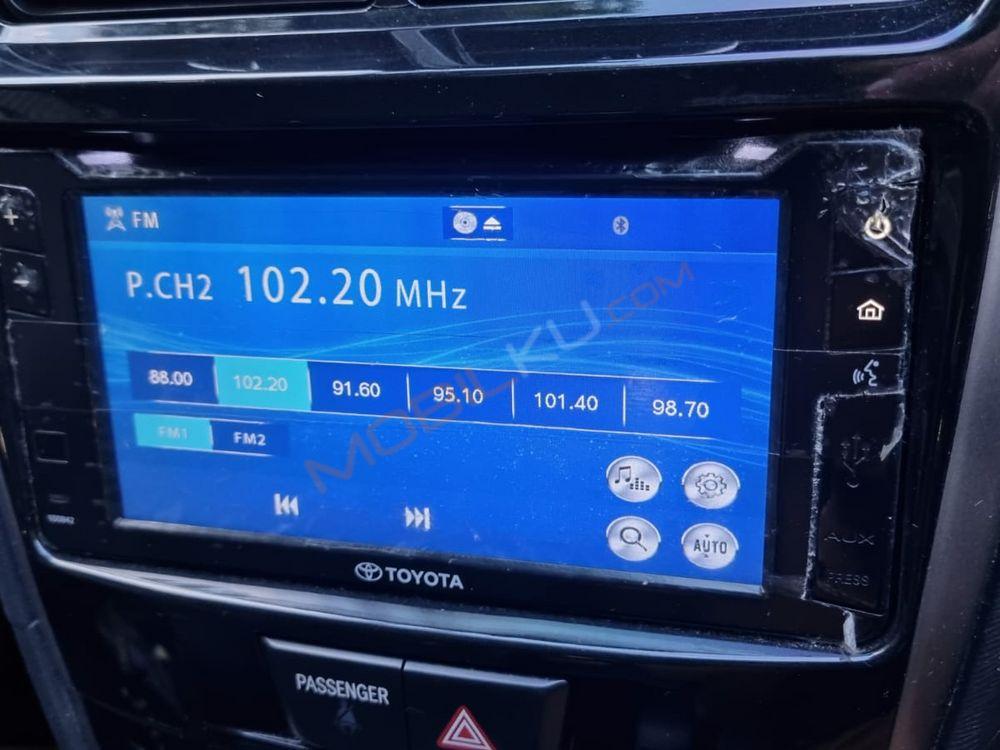 FM
P.CH2 102.20 MHz
88.00 102.20 91.60 95.10 101.40 98.70
FM1 FM2
AUTO
MOBILKU.COM
TOYOTA
AUX
PRESS
PASSENGER